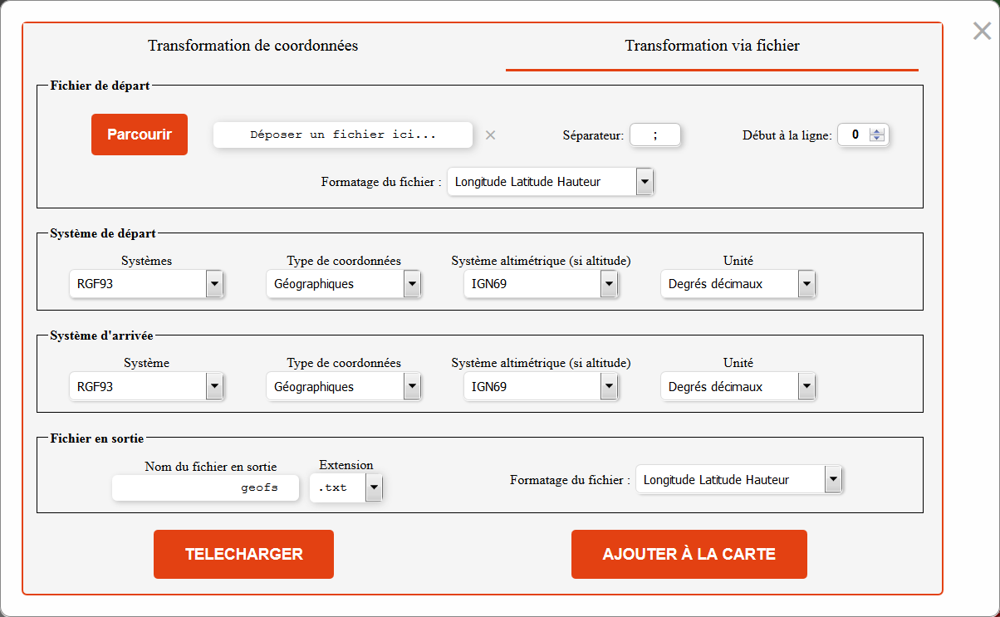 Transformation de coordonnées
Transformation via fichier
Fichier de départ
Parcourir
Déposer un fichier ici...
Séparateur:
;
Début à la ligne:
0
Formatage du fichier :
Longitude Latitude Hauteur
Système de départ
Systèmes
Type de coordonnées
Système altimétrique (si altitude)
Unité
RGF93
Géographiques
IGN69
Degrés décimaux
Système d'arrivée
Système
Type de coordonnées
Système altimétrique (si altitude)
Unité
RGF93
Géographiques
IGN69
Degrés décimaux
Fichier en sortie
Nom du fichier en sortie
Extension
geofs
.txt
Formatage du fichier :
Longitude Latitude Hauteur
TELECHARGER
AJOUTER À LA CARTE